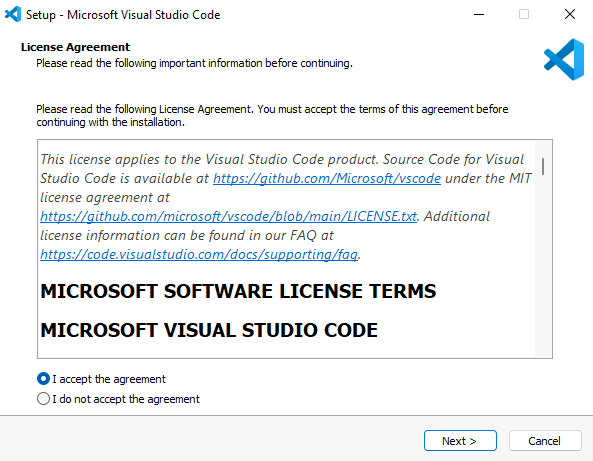 Setup - Microsoft Visual Studio Code
License Agreement
Please read the following important information before continuing.
Please read the following License Agreement. You must accept the terms of this agreement before
continuing with the installation.
This license applies to the Visual Studio Code product. Source Code for Visual
Studio Code is available at https://github.com/Microsoft/vscode under the MIT
license agreement at
https://github.com/microsoft/vscode/blob/main/LICENSE.txt. Additional
license information can be found in our FAQ at
https://code.visualstudio.com/docs/supporting/faq.
MICROSOFT SOFTWARE LICENSE TERMS
MICROSOFT VISUAL STUDIO CODE
I accept the agreement
I do not accept the agreement
Next >
Cancel